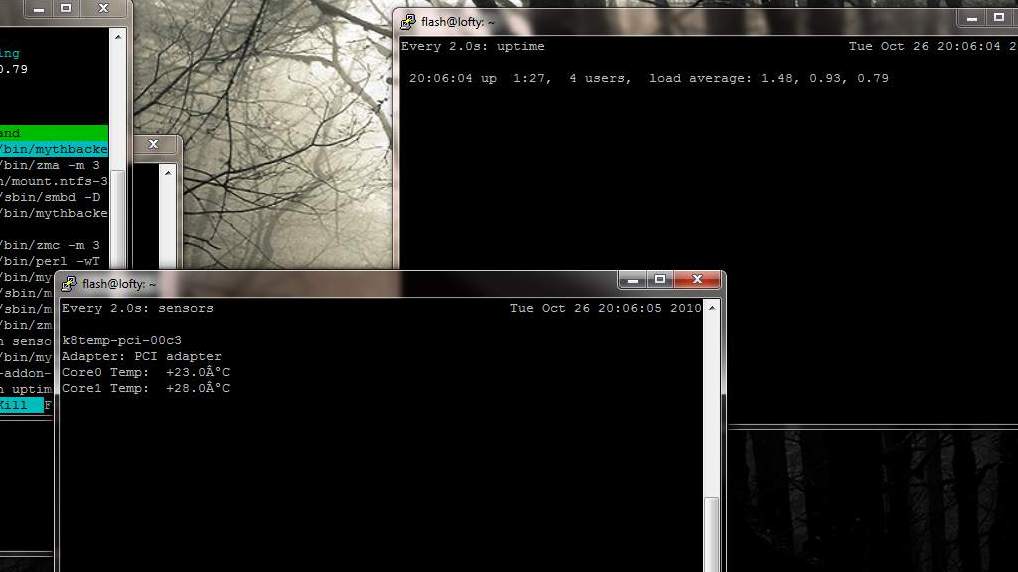 ing
0.79
and
/bin/mythbacke
/bin/zma -m 3
n/mount.ntfs-3
/sbin/smbd -D
/bin/mythbacke
/bin/zmc -m 3
/bin/perl -wT
/bin/my
/sbin/m
/sbin/m
/bin/zm
n senso
/bin/my
-addon-
n uptim
Kill F
flash@lofty: ~
Every 2.0s: uptime Tue Oct 26 20:06:04 2
20:06:04 up 1:27, 4 users, load average: 1.48, 0.93, 0.79
flash@lofty: ~
Every 2.0s: sensors Tue Oct 26 20:06:05 2010
k8temp-pci-00c3
Adapter: PCI adapter
Core0 Temp: +23.0Â°C
Core1 Temp: +28.0Â°C